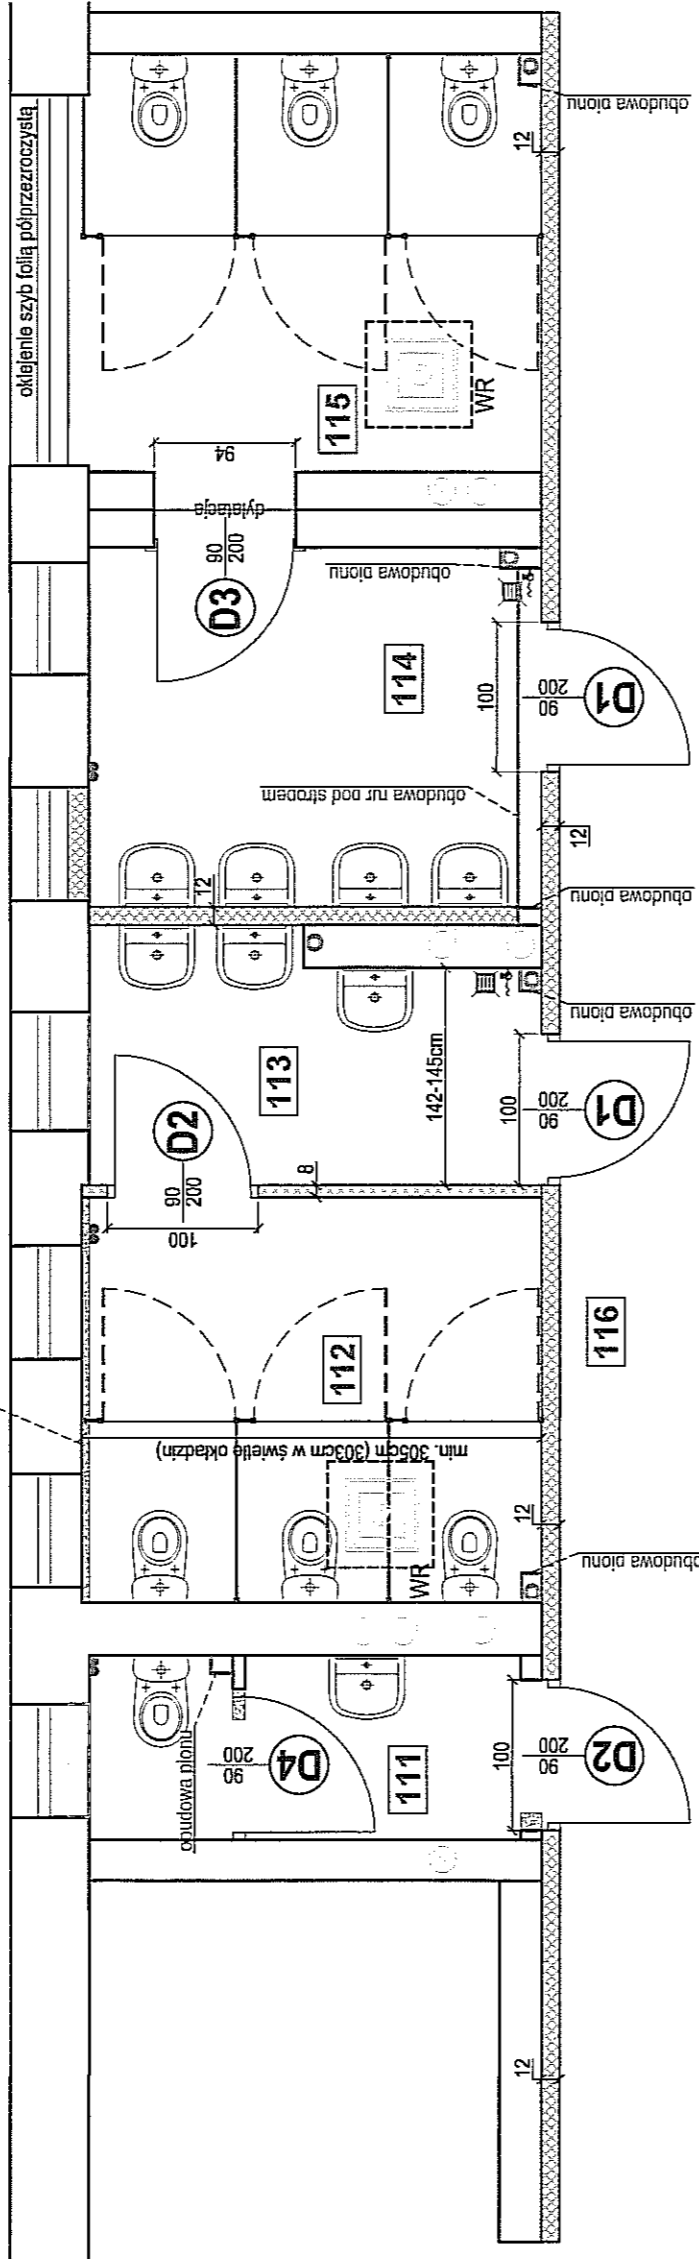 oklejenie szyb folią półprzezroczystą
12
obudowa pionu
115
WR
94
dylatacja
90
200
D3
obudowa pionu
114
100
90
200
D1
obudowa rur pod stropem
12
12
obudowa pionu
obudowa pionu
113
142-145cm
100
90
200
D1
D2
90
200
100
8
112
116
min. 305cm (303cm w świetle okładzin)
WR
12
obudowa pionu
obudowa pionu
90
200
D4
111
100
90
200
D2
12